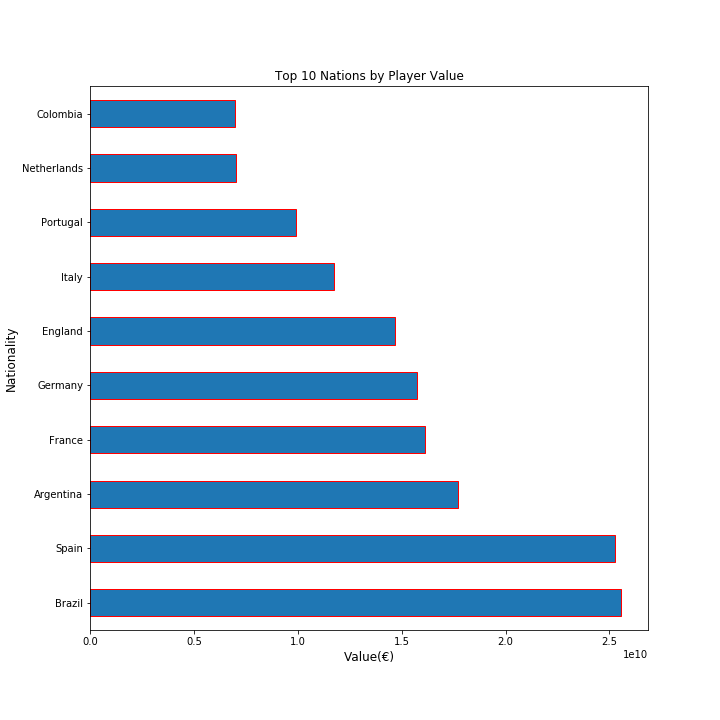 Top 10 Nations by Player Value
Colombia
Netherlands
Portugal
Italy
England
Germany
France
Argentina
Spain
Brazil
Nationality
0.0 0.5 1.0 1.5 2.0 2.5
1e10
Value(€)